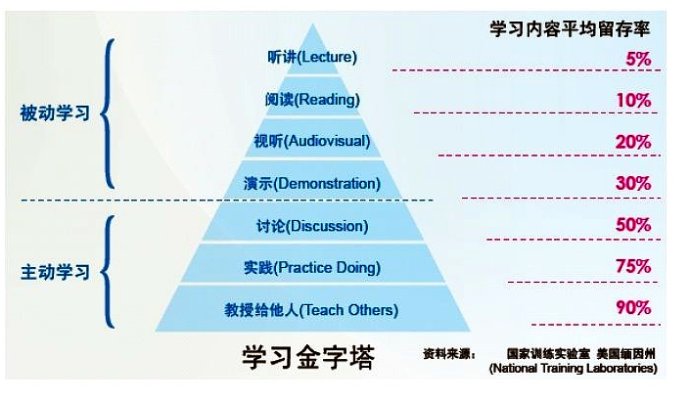 学习内容平均留存率
听讲(Lecture)
5%
阅读(Reading)
10%
被动学习
视听(Audiovisual)
20%
演示(Demonstration)
30%
讨论(Discussion)
50%
主动学习
实践(Practice Doing)
75%
教授给他人(Teach Others)
90%
学习金字塔
资料来源： 国家训练实验室 美国缅因州
(National Training Laboratories)